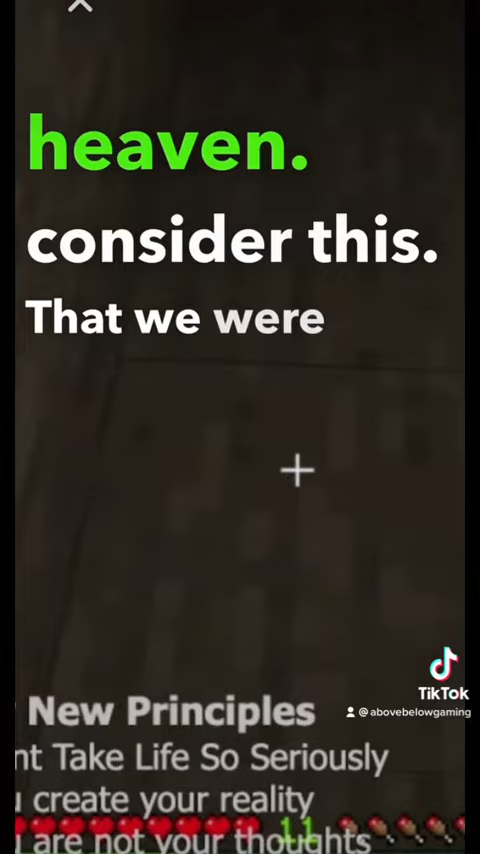 heaven.
consider this.
That we were
TikTok
@abovebelowgaming
New Principles
nt Take Life So Seriously
create your reality
11
are not your thoughts